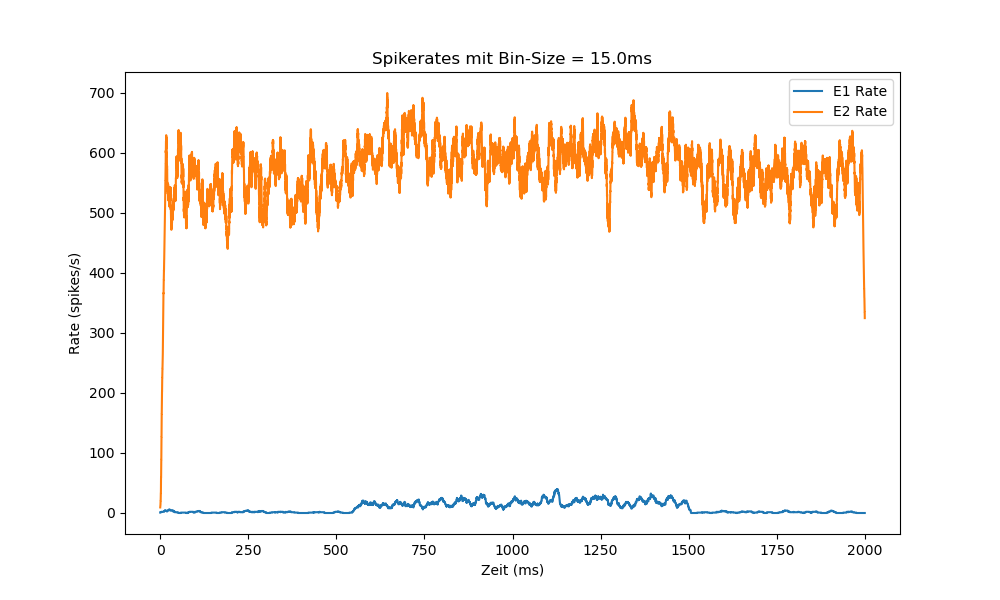 Spikerates mit Bin-Size = 15.0ms
E1 Rate
E2 Rate
700
600
500
400
300
200
100
0
Rate (spikes/s)
0 250 500 750 1000 1250 1500 1750 2000
Zeit (ms)